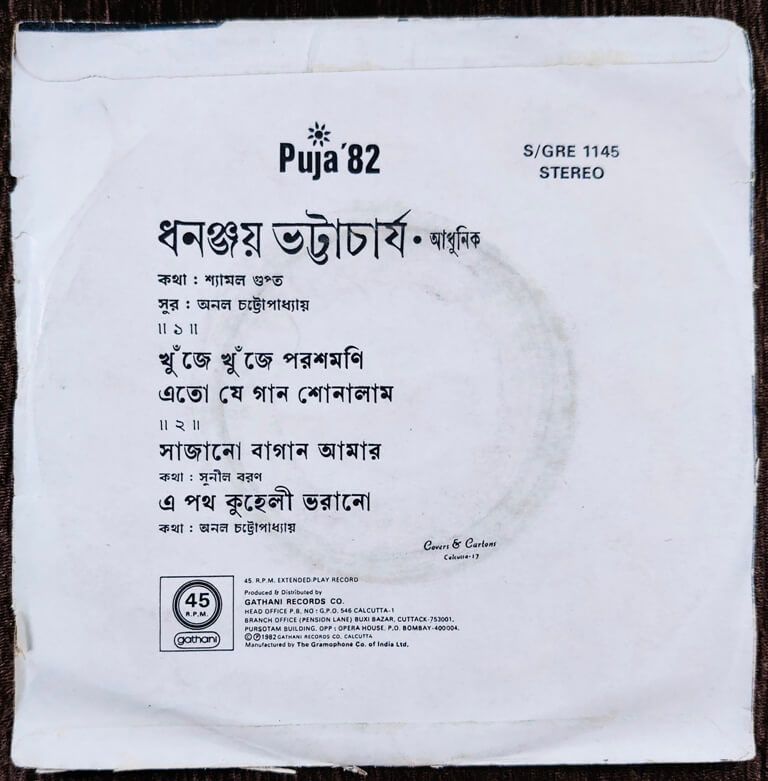 Puja '82
S/GRE 1145
STEREO
ধনঞ্জয় ভট্টাচার্য • আধুনিক
কথা : শ্যামল গুপ্ত
সুর : অনল চট্টোপাধ্যায়
॥ ১ ॥
খুঁজে খুঁজে পরশমণি
এতো যে গান শোনালাম
॥ ২ ॥
সাজানো বাগান আমার
কথা : সুনীল বরণ
এ পথ কুহেলী ভরানো
কথা : অনল চট্টোপাধ্যায়
Covers & Cartons
Calcutta-17
45
R.P.M.
gathani
45. R.P.M. EXTENDED-PLAY RECORD
Produced & Distributed by
GATHANI RECORDS CO.
HEAD OFFICE P.B. NO : G.P.O. 546 CALCUTTA-1
BRANCH OFFICE (PENSION LANE) BUXI BAZAR, CUTTACK-753001,
PURSOTAM BUILDING, OPP : OPERA HOUSE, P.O. BOMBAY-400004.
©℗1982 GATHANI RECORDS CO. CALCUTTA
Manufactured by The Gramophone Co. of India Ltd.